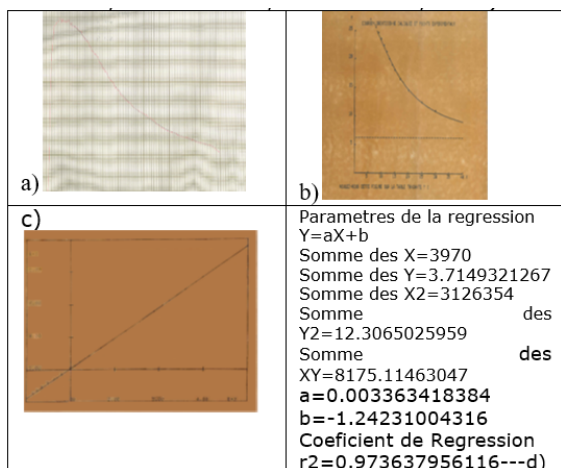 a)
b)
c)
Parametres de la regression
Y=aX+b
Somme des X=3970
Somme des Y=3.7149321267
Somme des X2=3126354
Somme des
Y2=12.3065025959
Somme des
XY=8175.11463047
a=0.003363418384
b=-1.24231004316
Coeficient de Regression
r2=0.973637956116---d)